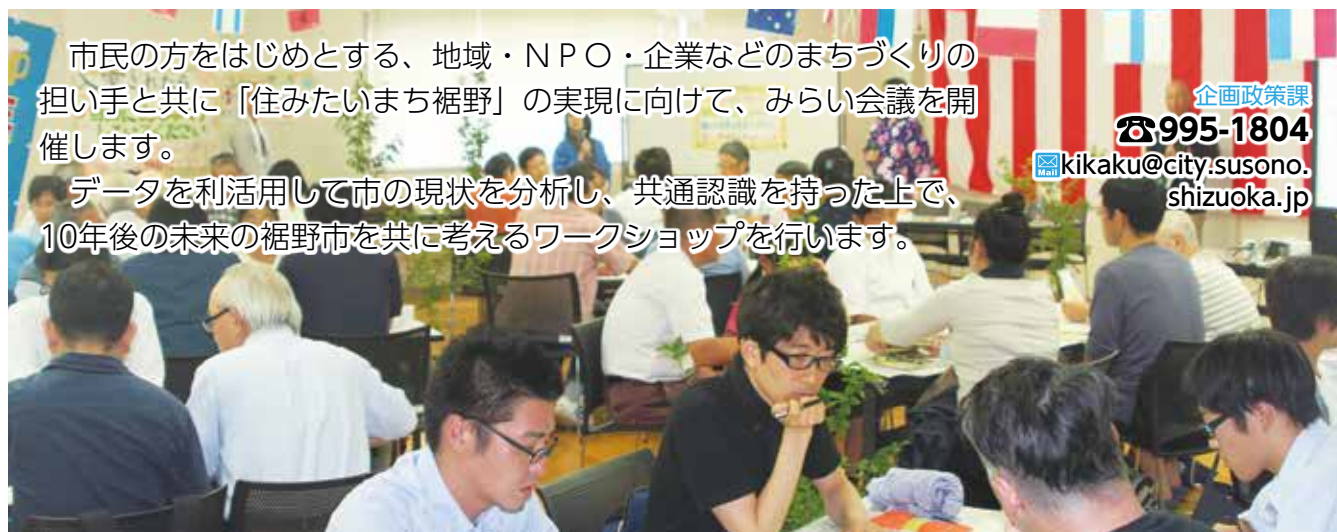 市民の方をはじめとする、地域・ＮＰＯ・企業などのまちづくりの
担い手と共に「住みたいまち裾野」の実現に向けて、みらい会議を開
催します。
　データを利活用して市の現状を分析し、共通認識を持った上で、
10年後の未来の裾野市を共に考えるワークショップを行います。
企画政策課
☎995-1804
Mail kikaku@city.susono.
shizuoka.jp